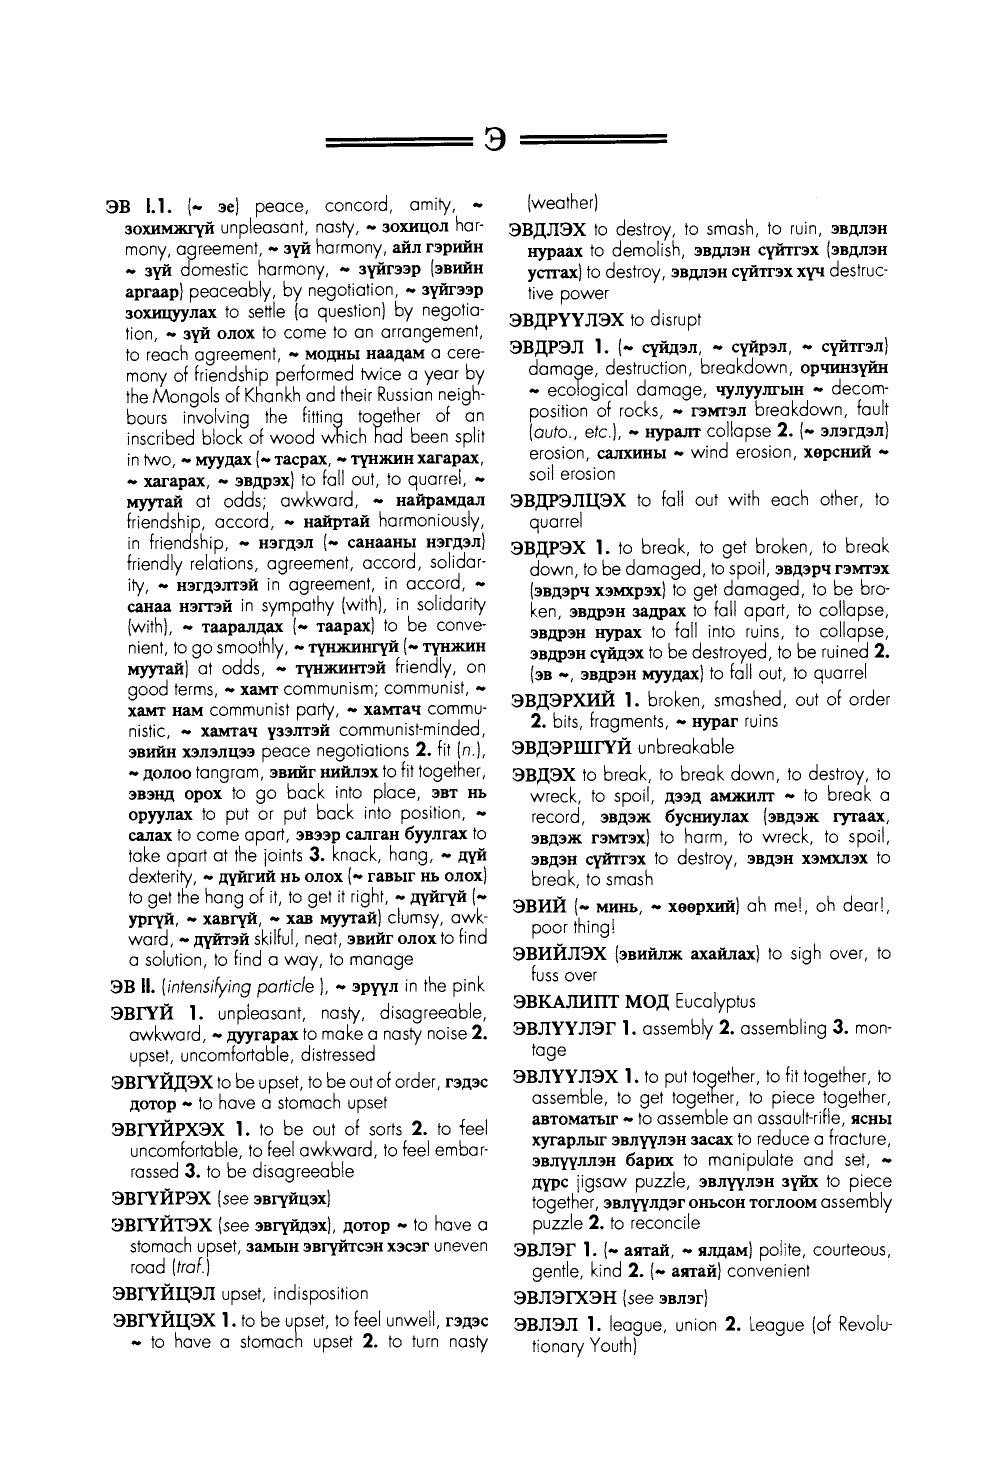 Э
ЭВ I.1. (~ эе) peace, concord, amity, ~
зохимжгүй unpleasant, nasty, ~ зохицол har-
mony, agreement, ~ зүй harmony, айл гэрийн
~ зүй domestic harmony, ~ зүйгээр (эвийн
аргаар) peaceably, by negotiation, ~ зүйгээр
зохицуулах to settle (a question) by negotia-
tion, ~ зүй олох to come to an arrangement,
to reach agreement, ~ модны наадам a cere-
mony of friendship performed twice a year by
the Mongols of Khankh and their Russian neigh-
bours involving the fitting together of an
inscribed block of wood which had been split
in two, ~ муудах (~ тасрах, ~ түнжин хагарах,
~ хагарах, ~ эвдрэх) to fall out, to quarrel, ~
муутай at odds; awkward, ~ найрамдал
friendship, accord, ~ найртай harmoniously,
in friendship, ~ нэгдэл (~ санааны нэгдэл)
friendly relations, agreement, accord, solidar-
ity, ~ нэгдэлтэй in agreement, in accord, ~
санаа нэгтэй in sympathy (with), in solidarity
(with), ~ тааралдах (~ таарах) to be conve-
nient, to go smoothly, ~ түнжингүй (~ түнжин
муутай) at odds, ~ түнжинтэй friendly, on
good terms, ~ хамт communism; communist, ~
хамт нам communist party, ~ хамтач commu-
nistic, ~ хамтач үзэлтэй communist-minded,
эвийн хэлэлцээ peace negotiations 2. fit (n.),
~ долоо tangram, эвийг нийлэх to fit together,
эвэнд орох to go back into place, эвт нь
оруулах to put or put back into position, ~
салах to come apart, эвээр салган буулгах to
take apart at the joints 3. knack, hang, ~ дүй
dexterity, ~ дүйгий нь олох (~ гавыг нь олох)
to get the hang of it, to get it right, ~ дүйгүй (~
ургүй, ~ хавгүй, ~ хав муутай) clumsy, awk-
ward, ~ дүйтэй skilful, neat, эвийг олох to find
a solution, to find a way, to manage
ЭВ II. (intensifying particle ), ~ эрүүл in the pink
ЭВГҮЙ 1. unpleasant, nasty, disagreeable,
awkward, ~ дуугарах to make a nasty noise 2.
upset, uncomfortable, distressed
ЭВГҮЙДЭХ to be upset, to be out of order, гэдэс
дотор ~ to have a stomach upset
ЭВГҮЙРХЭХ 1. to be out of sorts 2. to feel
uncomfortable, to feel awkward, to feel embar-
rassed 3. to be disagreeable
ЭВГҮЙРЭХ (see эвгүйцэх)
ЭВГҮЙТЭХ (see эвгүйдэх), дотор ~ to have a
stomach upset, замын эвгүйтсэн хэсэг uneven
road (traf.)
ЭВГҮЙЦЭЛ upset, indisposition
ЭВГҮЙЦЭХ 1. to be upset, to feel unwell, гэдэс
~ to have a stomach upset 2. to turn nasty
(weather)
ЭВДЛЭХ to destroy, to smash, to ruin, эвдлэн
нураах to demolish, эвдлэн сүйтгэх (эвдлэн
устгах) to destroy, эвдлэн сүйтгэх хүч destruc-
tive power
ЭВДРҮҮЛЭХ to disrupt
ЭВДРЭЛ 1. (~ сүйдэл, ~ сүйрэл, ~ сүйтгэл)
damage, destruction, breakdown, орчинзүйн
~ ecological damage, чулуулгын ~ decom-
position of rocks, ~ гэмтэл breakdown, fault
(auto., etc.), ~ нуралт collapse 2. (~ элэгдэл)
erosion, салхины ~ wind erosion, хөрсний ~
soil erosion
ЭВДРЭЛЦЭХ to fall out with each other, to
quarrel
ЭВДРЭХ 1. to break, to get broken, to break
down, to be damaged, to spoil, эвдэрч гэмтэх
(эвдэрч хэмхрэх) to get damaged, to be bro-
ken, эвдрэн задрах to fall apart, to collapse,
эвдрэн нурах to fall into ruins, to collapse,
эвдрэн сүйдэх to be destroyed, to be ruined 2.
(эв ~, эвдрэн муудах) to fall out, to quarrel
ЭВДЭРХИЙ 1. broken, smashed, out of order
2. bits, fragments, ~ нураг ruins
ЭВДЭРШГҮЙ unbreakable
ЭВДЭХ to break, to break down, to destroy, to
wreck, to spoil, дээд амжилт ~ to break a
record, эвдэж бусниулах (эвдэж гутаах,
эвдэж гэмтэх) to harm, to wreck, to spoil,
эвдэн сүйтгэх to destroy, эвдэн хэмхлэх to
break, to smash
ЭВИЙ (~ минь, ~ хөөрхий) ah me!, oh dear!,
poor thing!
ЭВИЙЛЭХ (эвийлж ахайлах) to sigh over, to
fuss over
ЭВКАЛИПТ МОД Eucalyptus
ЭВЛҮҮЛЭГ 1. assembly 2. assembling 3. mon-
tage
ЭВЛҮҮЛЭХ 1. to put together, to fit together, to
assemble, to get together, to piece together,
автоматыг ~ to assemble an assault-rifle, ясны
хугарлыг эвлүүлэн засах to reduce a fracture,
эвлүүллэн барих to manipulate and set, ~
дүрс jigsaw puzzle, эвлүүлэн зүйх to piece
together, эвлүүлдэг оньсон тоглоом assembly
puzzle 2. to reconcile
ЭВЛЭГ 1. (~ аятай, ~ ялдам) polite, courteous,
gentle, kind 2. (~ аятай) convenient
ЭВЛЭГХЭН (see эвлэг)
ЭВЛЭЛ 1. league, union 2. League (of Revolu-
tionary Youth)